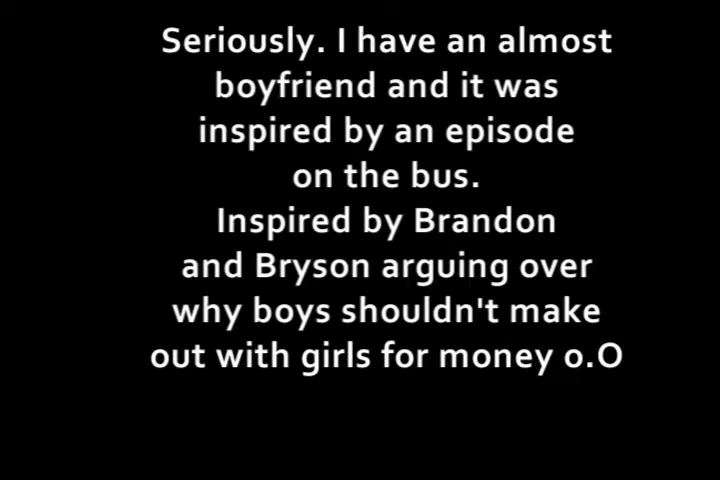 Seriously. I have an almost
boyfriend and it was
inspired by an episode
on the bus.
Inspired by Brandon
and Bryson arguing over
why boys shouldn't make
out with girls for money o.O